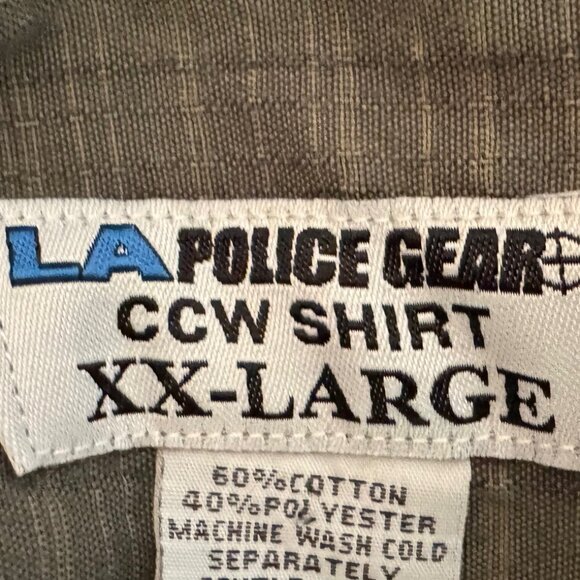 LA POLICE GEAR
CCW SHIRT
XX-LARGE
60%COTTON
40%POLYESTER
MACHINE WASH COLD
SEPARATELY